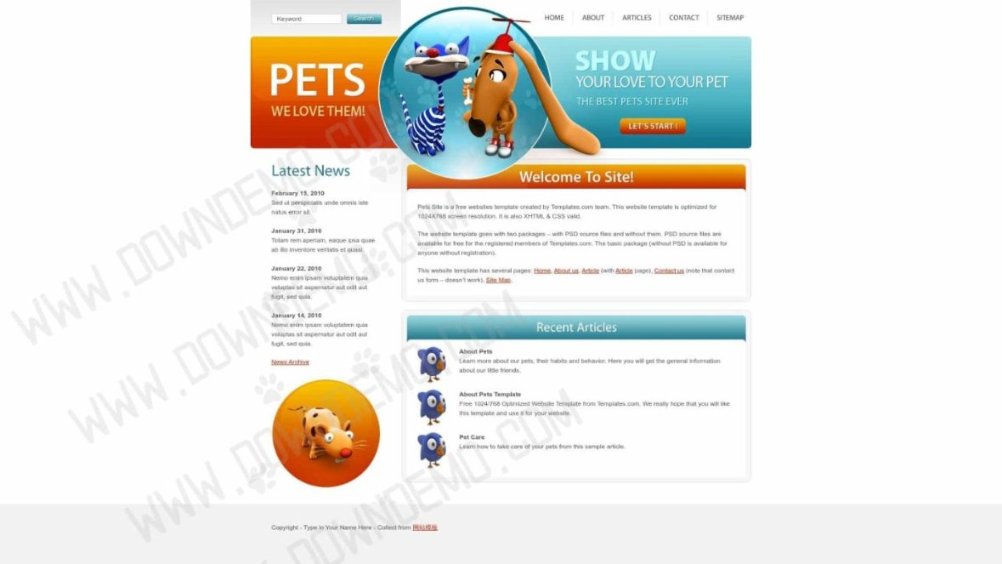 Keyword
Search
HOME
ABOUT
ARTICLES
CONTACT
SITEMAP
PETS
WE LOVE THEM!
SHOW
YOUR LOVE TO YOUR PET
THE BEST PETS SITE EVER
LET'S START !
Latest News
February 15, 2010
Sed ut perspiciatis unde omnis iste
natus error sit.
January 31, 2010
Totam rem aperiam, eaque ipsa quae
ab illo inventore veritatis et quasi.
January 22, 2010
Nemo enim ipsam voluptatem quia
voluptas sit aspernatur aut odit aut
fugit, sed quia.
January 14, 2010
Nemo enim ipsam voluptatem quia
voluptas sit aspernatur aut odit aut
fugit, sed quia.
News Archive
Welcome To Site!
Pets Site is a free websites template created by Templates.com team. This website template is optimized for
1024X768 screen resolution. It is also XHTML & CSS valid.
The website template goes with two packages – with PSD source files and without them. PSD source files are
available for free for the registered members of Templates.com. The basic package (without PSD is available for
anyone without registration).
This website template has several pages: Home, About us, Article (with Article page), Contact us (note that contact
us form – doesn't work), Site Map.
Recent Articles
About Pets
Learn more about our pets, their habits and behavior. Here you will get the general information
about our little friends.
About Pets Template
Free 1024/768 Optimized Website Template from Templates.com. We really hope that you will like
this template and use it for your website.
Pet Care
Learn how to take care of your pets from this sample article.
Copyright - Type in Your Name Here - Collect from 网站模板
WWW.DOWNDEMO.COM
WWW.DOWNDEMO.COM
WWW.DOWNDEMO.COM